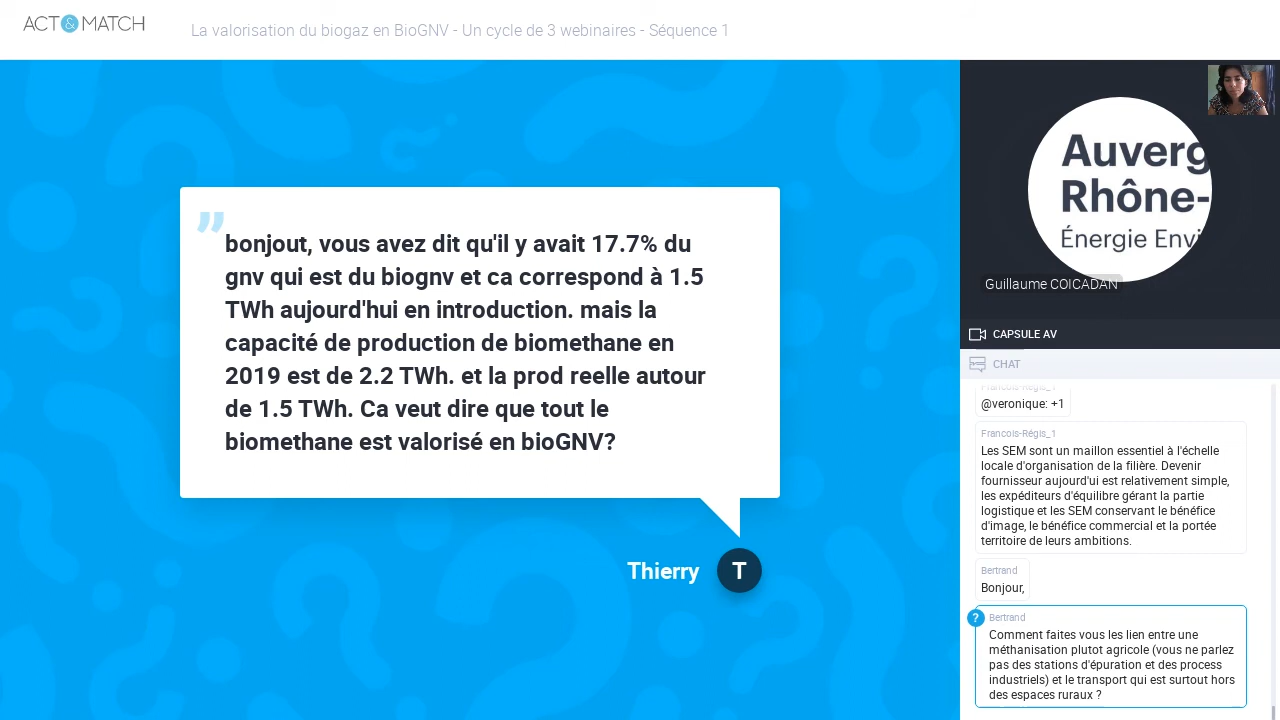 ACT & MATCH
La valorisation du biogaz en BioGNV - Un cycle de 3 webinaires - Séquence 1
"
bonjout, vous avez dit qu'il y avait 17.7% du
gnv qui est du biognv et ca correspond à 1.5
TWh aujourd'hui en introduction. mais la
capacité de production de biomethane en
2019 est de 2.2 TWh. et la prod reelle autour
de 1.5 TWh. Ca veut dire que tout le
biomethane est valorisé en bioGNV?
Thierry T
Auverg
Rhône-
Énergie Envi
Guillaume COICADAN
CAPSULE AV
CHAT
Francois-Régis_1
@veronique: +1
Francois-Régis_1
Les SEM sont un maillon essentiel à l'échelle
locale d'organisation de la filière. Devenir
fournisseur aujourd'ui est relativement simple,
les expéditeurs d'équilibre gérant la partie
logistique et les SEM conservant le bénéfice
d'image, le bénéfice commercial et la portée
territoire de leurs ambitions.
Bertrand
Bonjour,
?
Bertrand
Comment faites vous les lien entre une
méthanisation plutot agricole (vous ne parlez
pas des stations d'épuration et des process
industriels) et le transport qui est surtout hors
des espaces ruraux ?